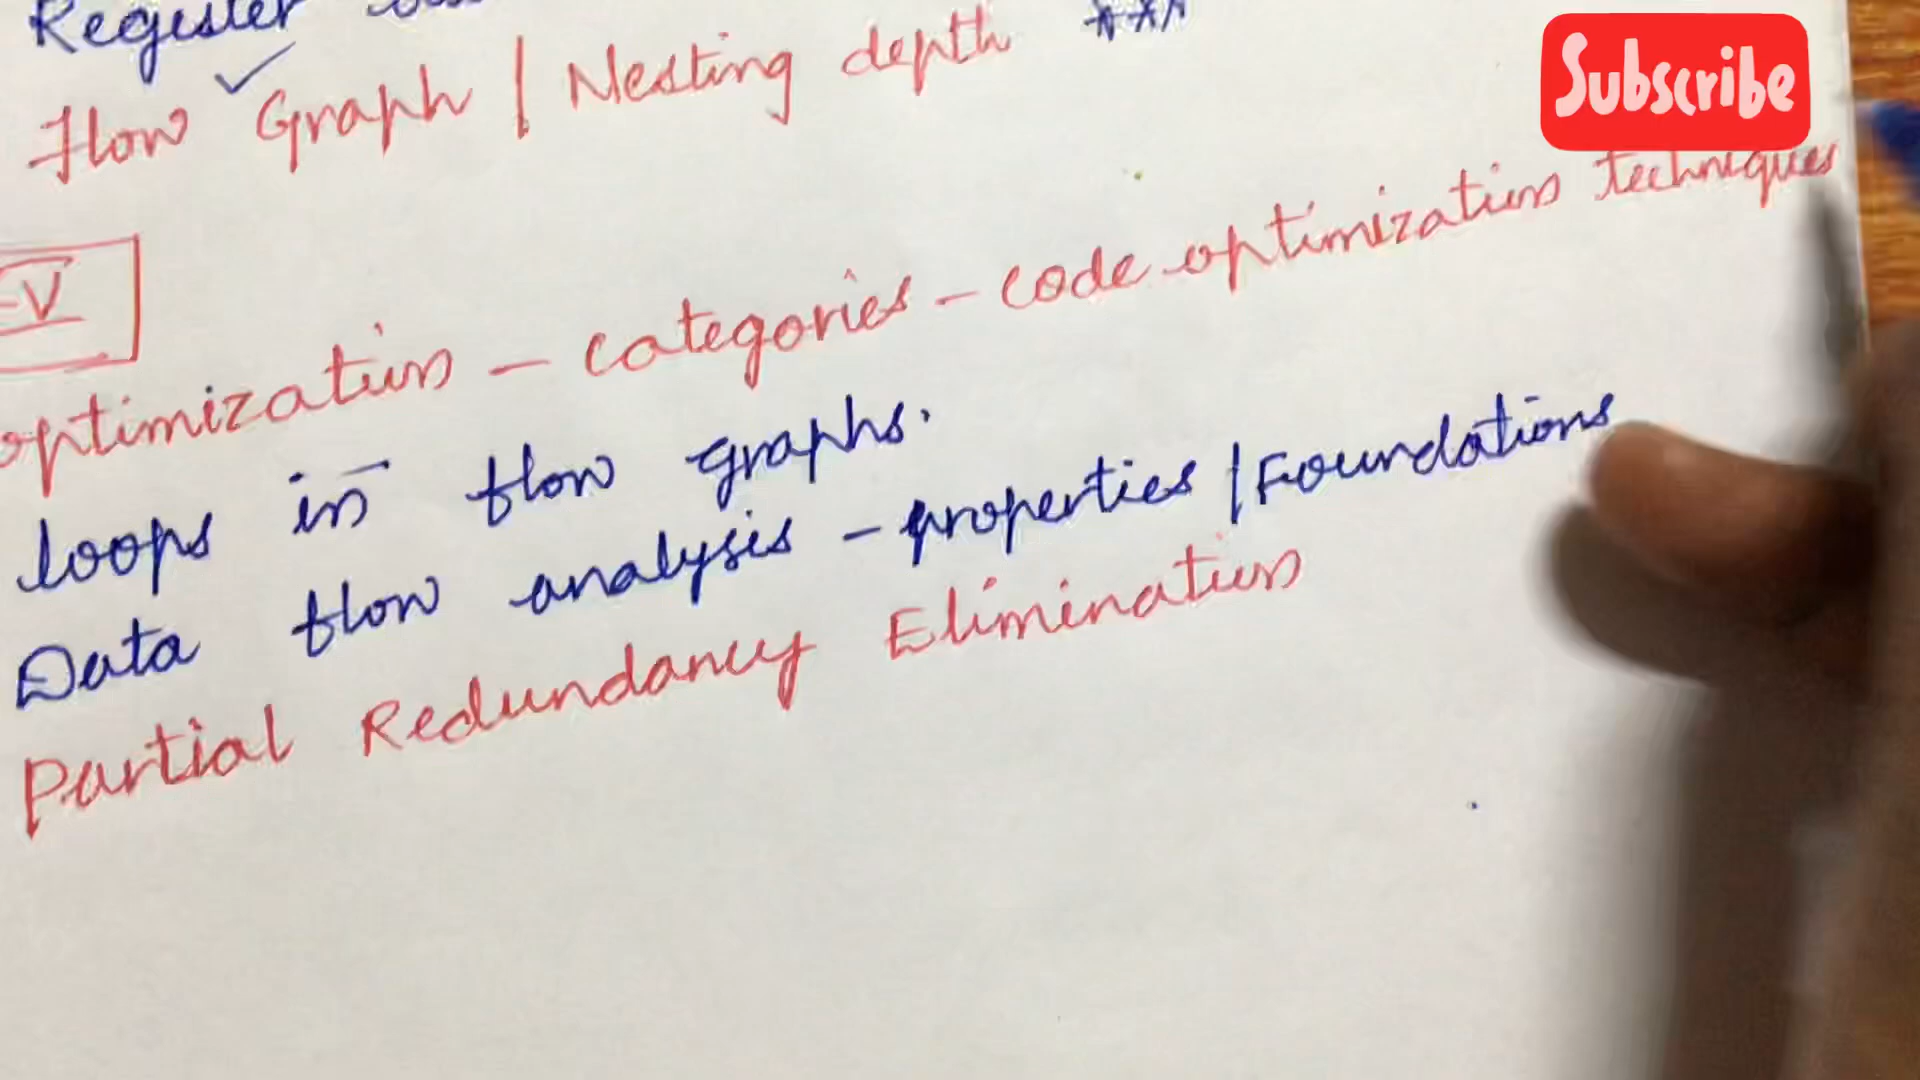 Register
Flow Graph | Nesting depth ***
Subscribe
-V
optimization - categories - code optimization techniques
loops in flow graphs.
Data flow analysis - properties | Foundations
Partial Redundancy Elimination